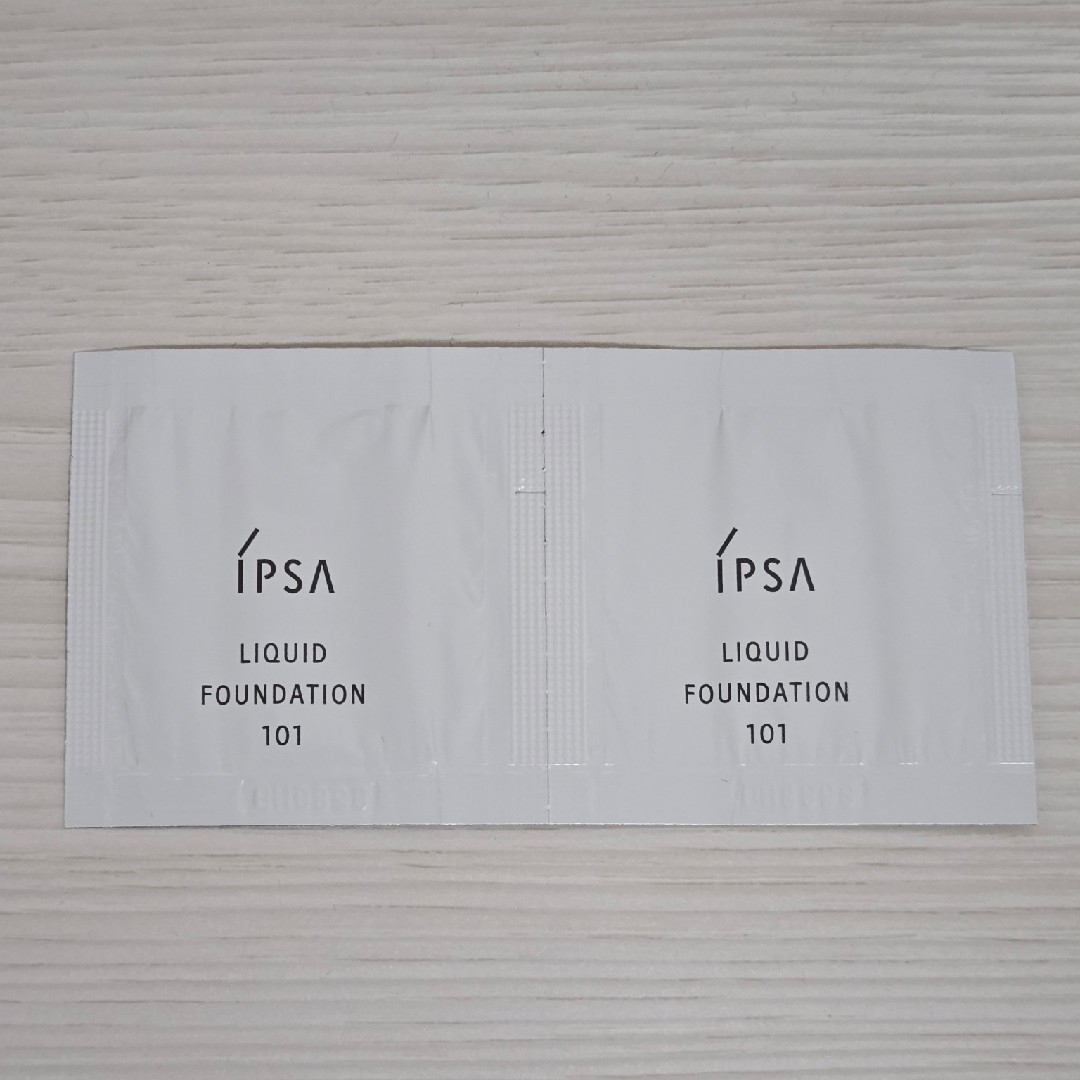 íPSA
LIQUID
FOUNDATION
101
íPSA
LIQUID
FOUNDATION
101